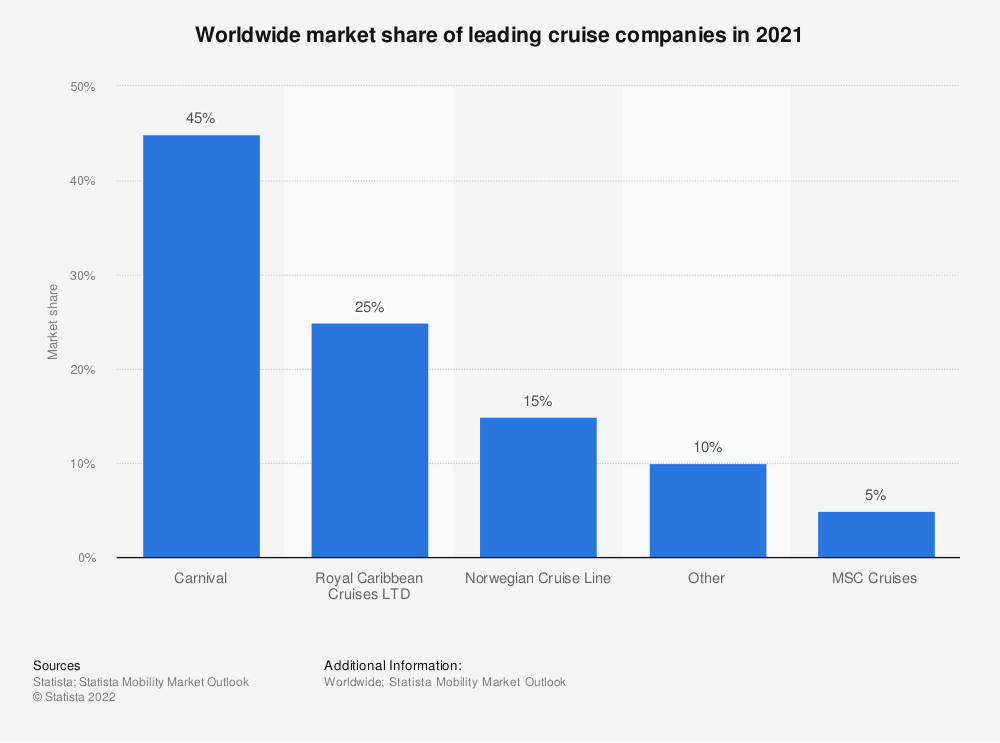 Worldwide market share of leading cruise companies in 2021
50%
40%
30%
20%
10%
0%
Market share
45%
25%
15%
10%
5%
Carnival
Royal Caribbean
Cruises LTD
Norwegian Cruise Line
Other
MSC Cruises
Sources
Statista; Statista Mobility Market Outlook
© Statista 2022
Additional Information:
Worldwide; Statista Mobility Market Outlook